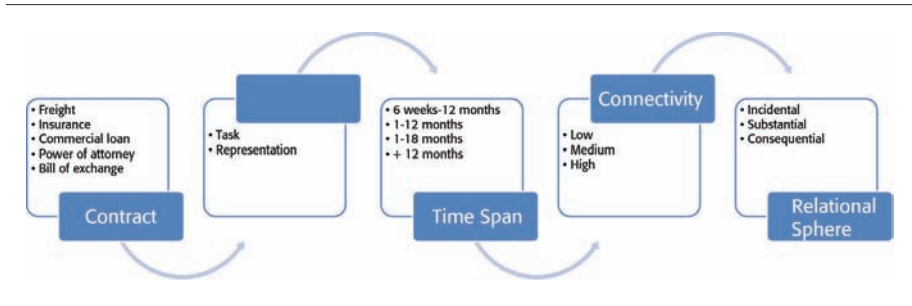 • Freight
• Insurance
• Commercial loan
• Power of attorney
• Bill of exchange
Contract
• Task
• Representation
• 6 weeks-12 months
• 1-12 months
• 1-18 months
• + 12 months
Time Span
Connectivity
• Low
• Medium
• High
• Incidental
• Substantial
• Consequential
Relational
Sphere